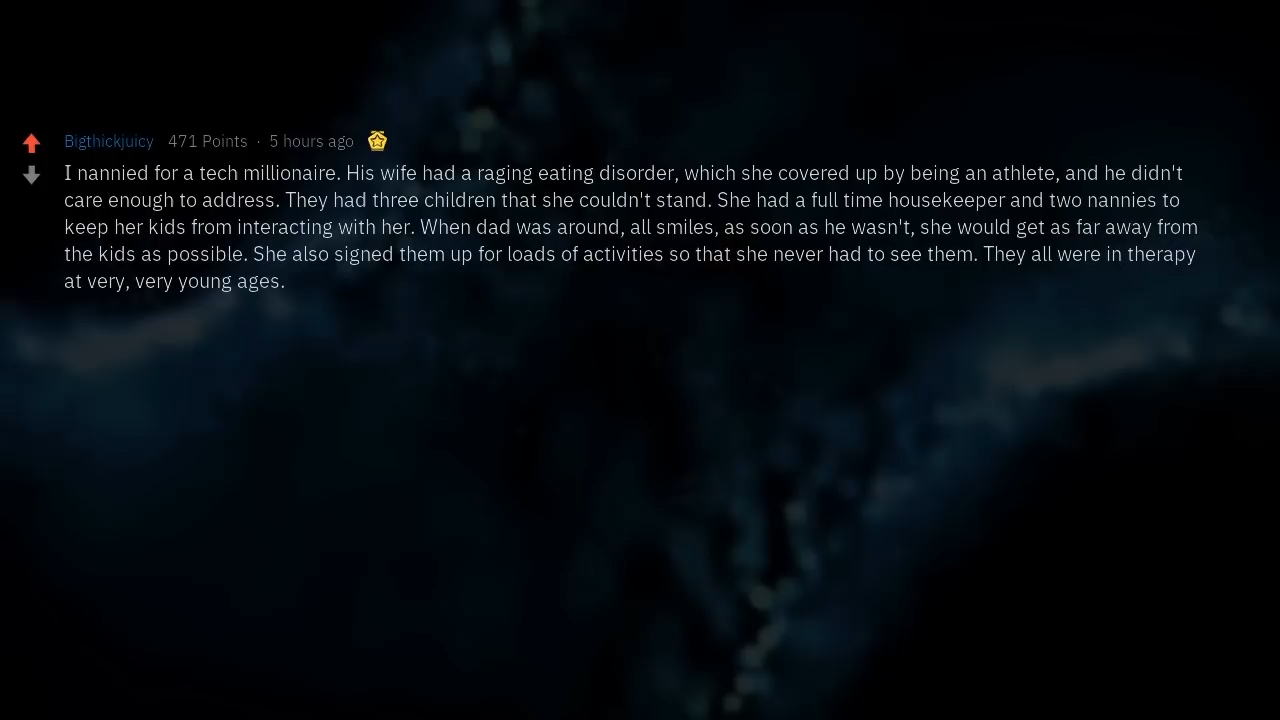 Bigthickjuicy 471 Points · 5 hours ago
I nannied for a tech millionaire. His wife had a raging eating disorder, which she covered up by being an athlete, and he didn't
care enough to address. They had three children that she couldn't stand. She had a full time housekeeper and two nannies to
keep her kids from interacting with her. When dad was around, all smiles, as soon as he wasn't, she would get as far away from
the kids as possible. She also signed them up for loads of activities so that she never had to see them. They all were in therapy
at very, very young ages.